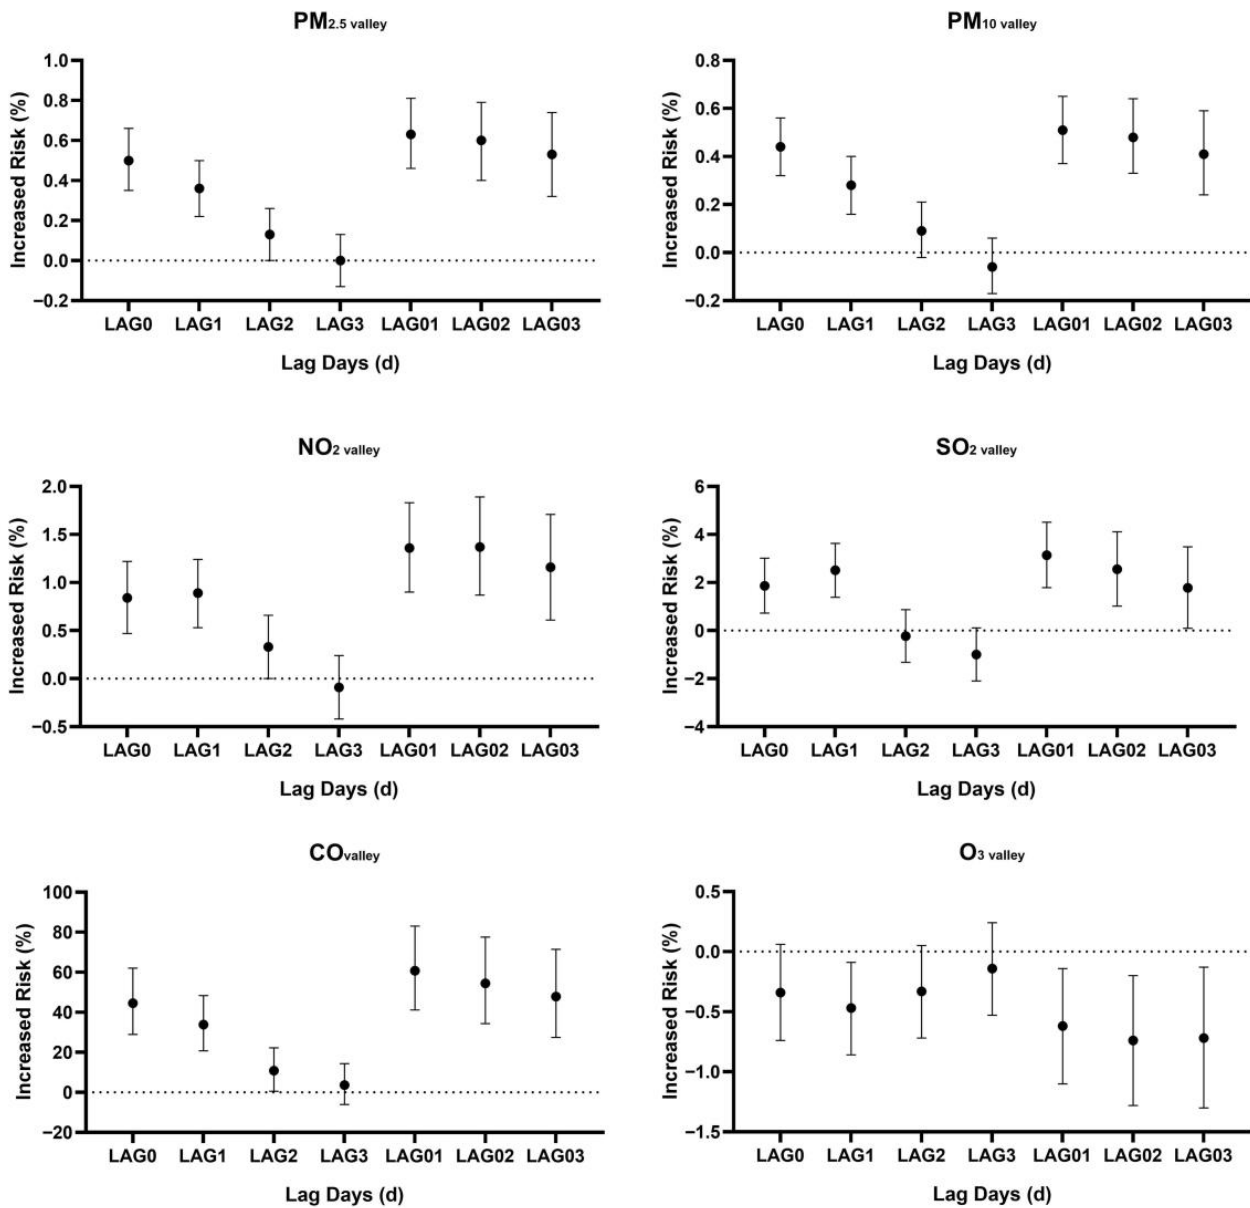 PM2.5 valley
Increased Risk (%)
1.0
0.8
0.6
0.4
0.2
0.0
−0.2
LAG0 LAG1 LAG2 LAG3 LAG01 LAG02 LAG03
Lag Days (d)
PM10 valley
Increased Risk (%)
0.8
0.6
0.4
0.2
0.0
−0.2
LAG0 LAG1 LAG2 LAG3 LAG01 LAG02 LAG03
Lag Days (d)
NO2 valley
Increased Risk (%)
2.0
1.5
1.0
0.5
0.0
−0.5
LAG0 LAG1 LAG2 LAG3 LAG01 LAG02 LAG03
Lag Days (d)
SO2 valley
Increased Risk (%)
6
4
2
0
−2
−4
LAG0 LAG1 LAG2 LAG3 LAG01 LAG02 LAG03
Lag Days (d)
COvalley
Increased Risk (%)
100
80
60
40
20
0
−20
LAG0 LAG1 LAG2 LAG3 LAG01 LAG02 LAG03
Lag Days (d)
O3 valley
Increased Risk (%)
0.5
0.0
−0.5
−1.0
−1.5
LAG0 LAG1 LAG2 LAG3 LAG01 LAG02 LAG03
Lag Days (d)